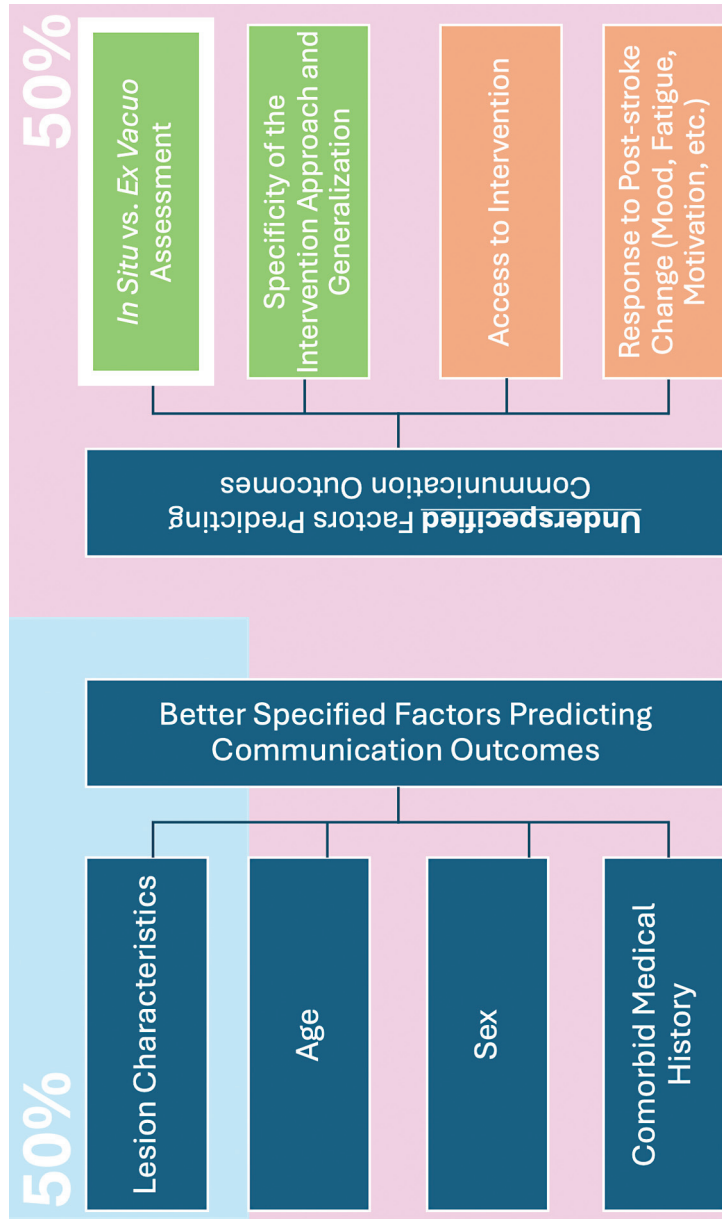 50%
Lesion Characteristics
Age
Sex
Comorbid Medical
History
Better Specified Factors Predicting
Communication Outcomes
Underspecified Factors Predicting
Communication Outcomes
50%
In Situ vs. Ex Vacuo
Assessment
Specificity of the
Intervention Approach and
Generalization
Access to Intervention
Response to Post-stroke
Change (Mood, Fatigue,
Motivation, etc.)